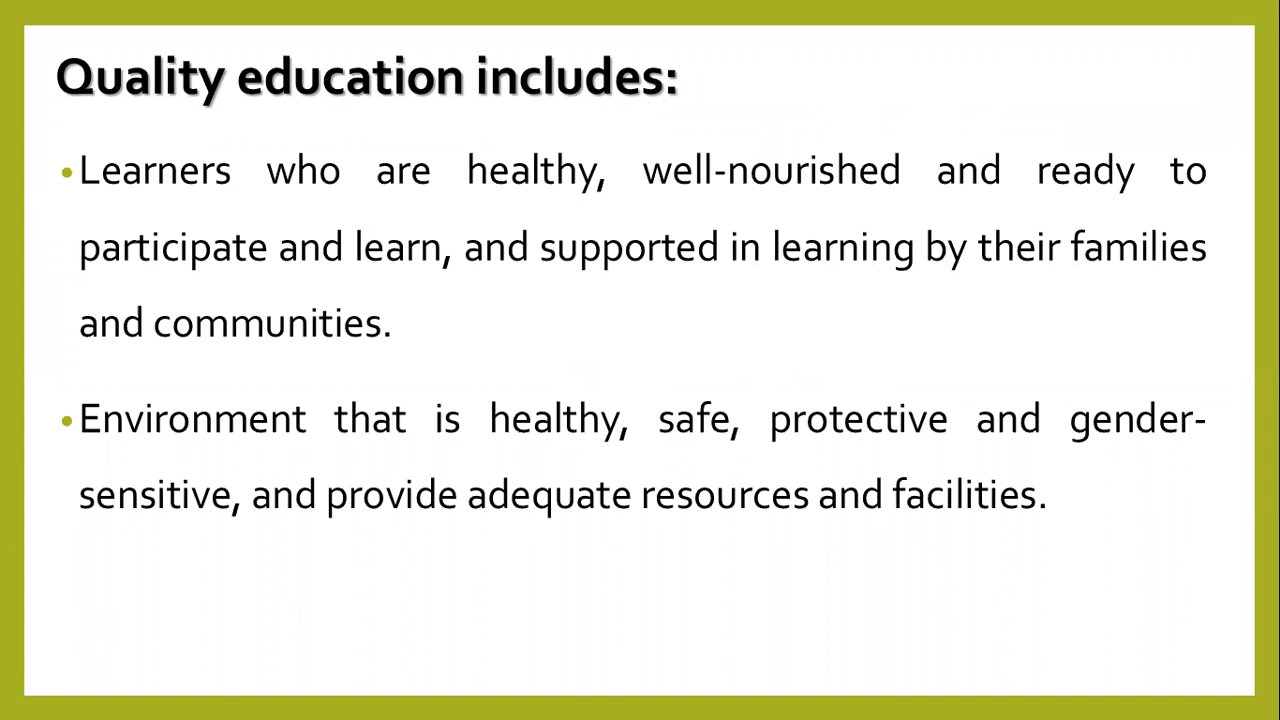 Quality education includes:
•Learners who are healthy, well-nourished and ready to
participate and learn, and supported in learning by their families
and communities.
•Environment that is healthy, safe, protective and gender-
sensitive, and provide adequate resources and facilities.